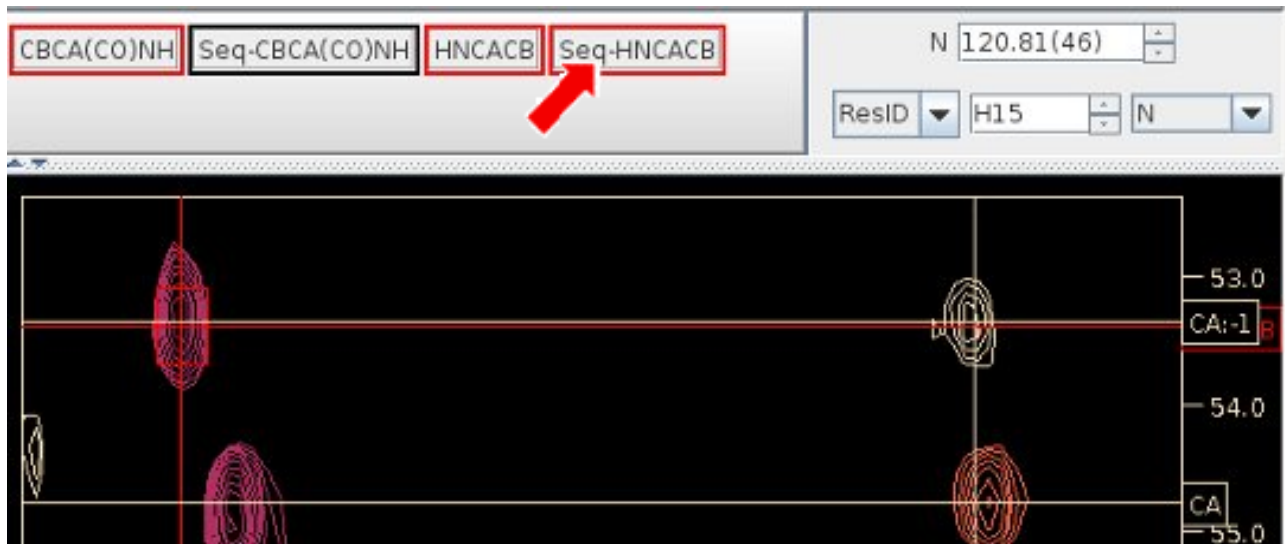 CBCA(CO)NH Seq-CBCA(CO)NH HNCACB Seq-HNCACB
N 120.81(46)
ResID H15 N
53.0
CA:-1 B
54.0
CA
55.0